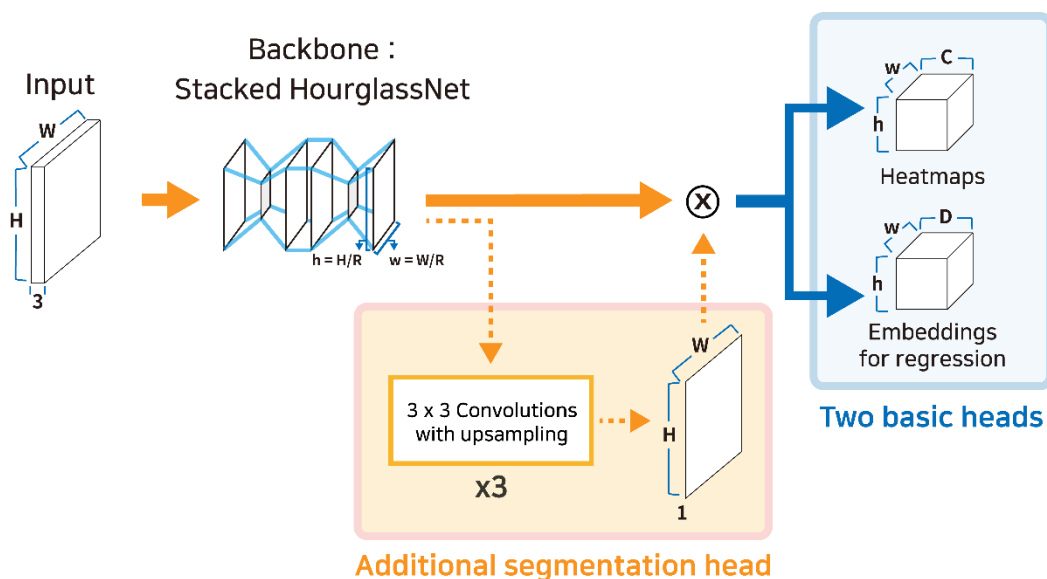 Backbone :
Stacked HourglassNet
Input
W
H
3
h = H/R
w = W/R
X
w
C
h
Heatmaps
w
D
h
Embeddings
for regression
Two basic heads
3 x 3 Convolutions
with upsampling
x3
W
H
1
Additional segmentation head